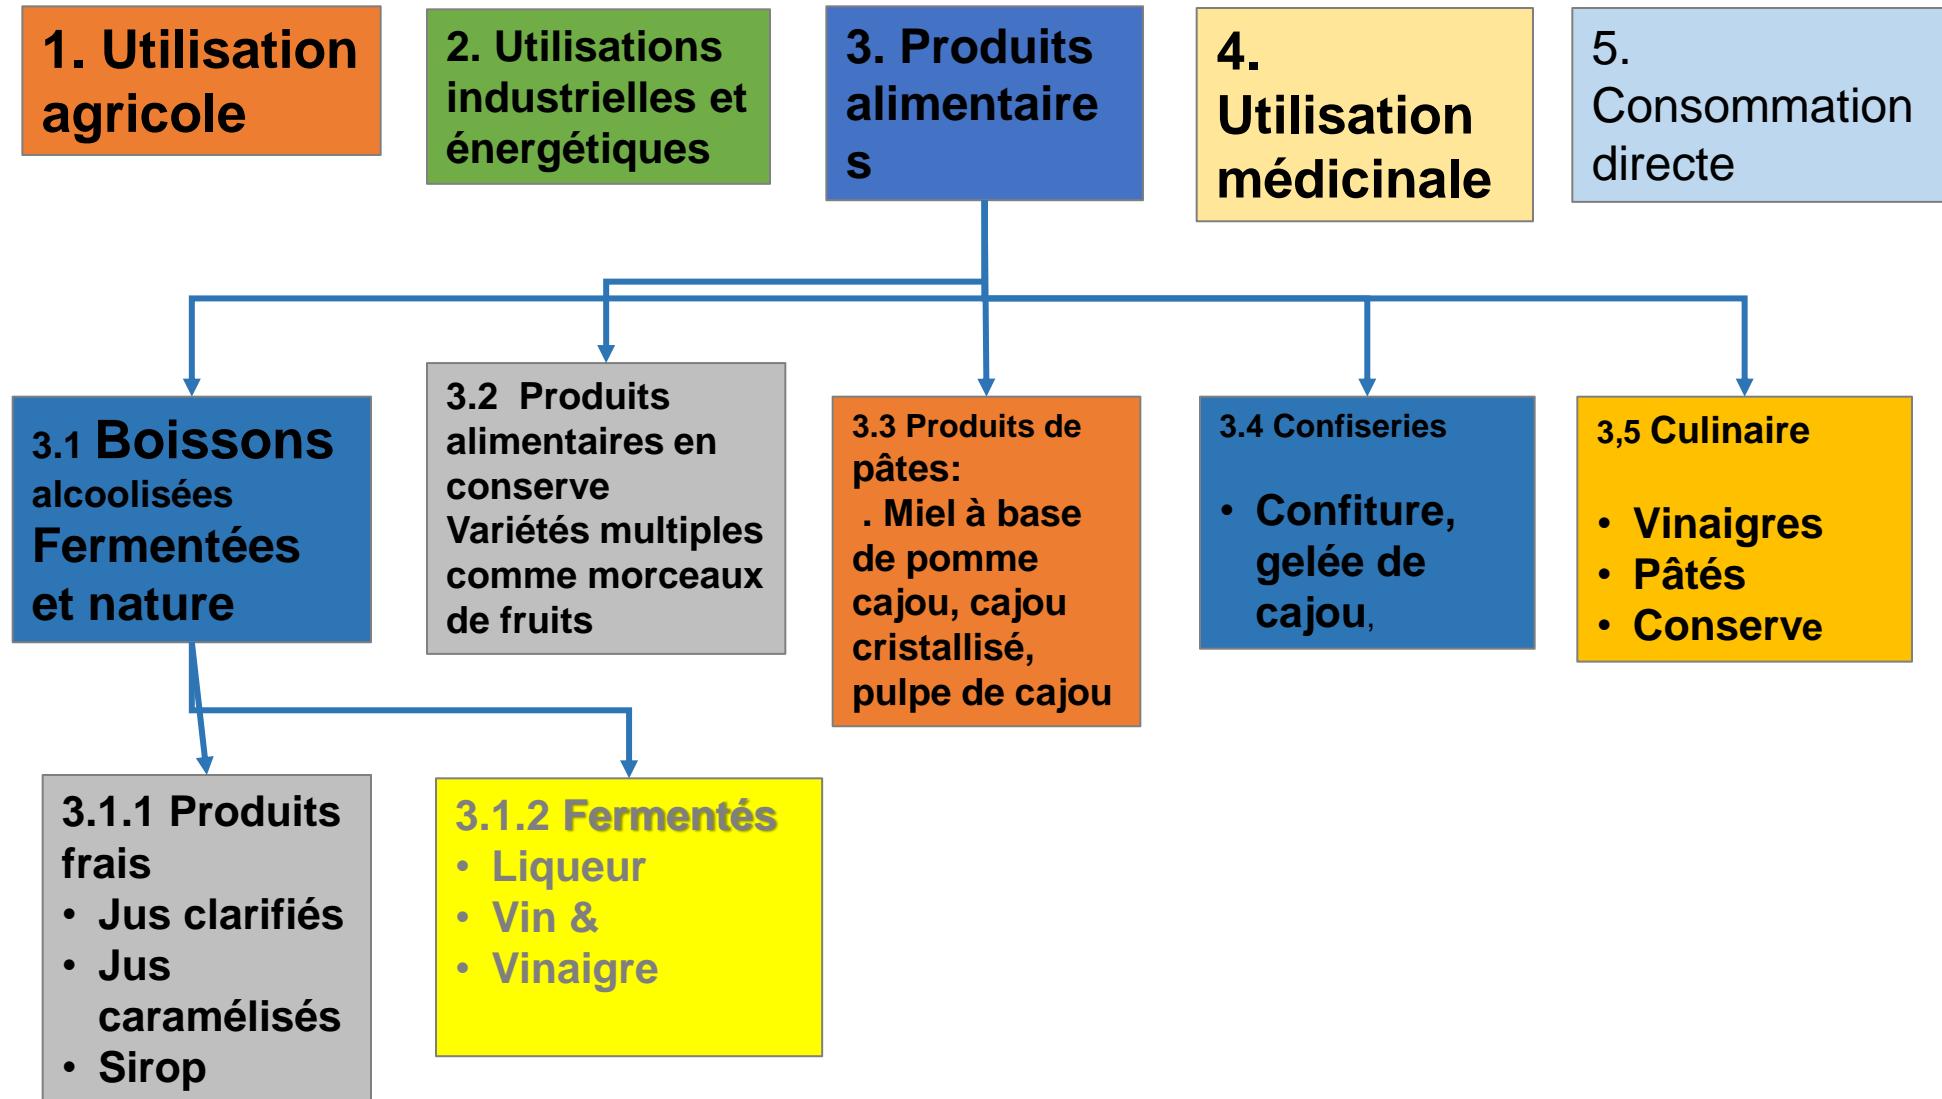 1. Utilisation
agricole
2. Utilisations
industrielles et
énergétiques
3. Produits
alimentaire
s
4.
Utilisation
médicinale
5.
Consommation
directe
3.1 Boissons
alcoolisées
Fermentées
et nature
3.2 Produits
alimentaires en
conserve
Variétés multiples
comme morceaux
de fruits
3.3 Produits de
pâtes:
. Miel à base
de pomme
cajou, cajou
cristallisé,
pulpe de cajou
3.4 Confiseries
• Confiture,
gelée de
cajou,
3,5 Culinaire
• Vinaigres
• Pâtés
• Conserve
3.1.1 Produits
frais
• Jus clarifiés
• Jus
caramélisés
• Sirop
3.1.2 Fermentés
• Liqueur
• Vin &
• Vinaigre